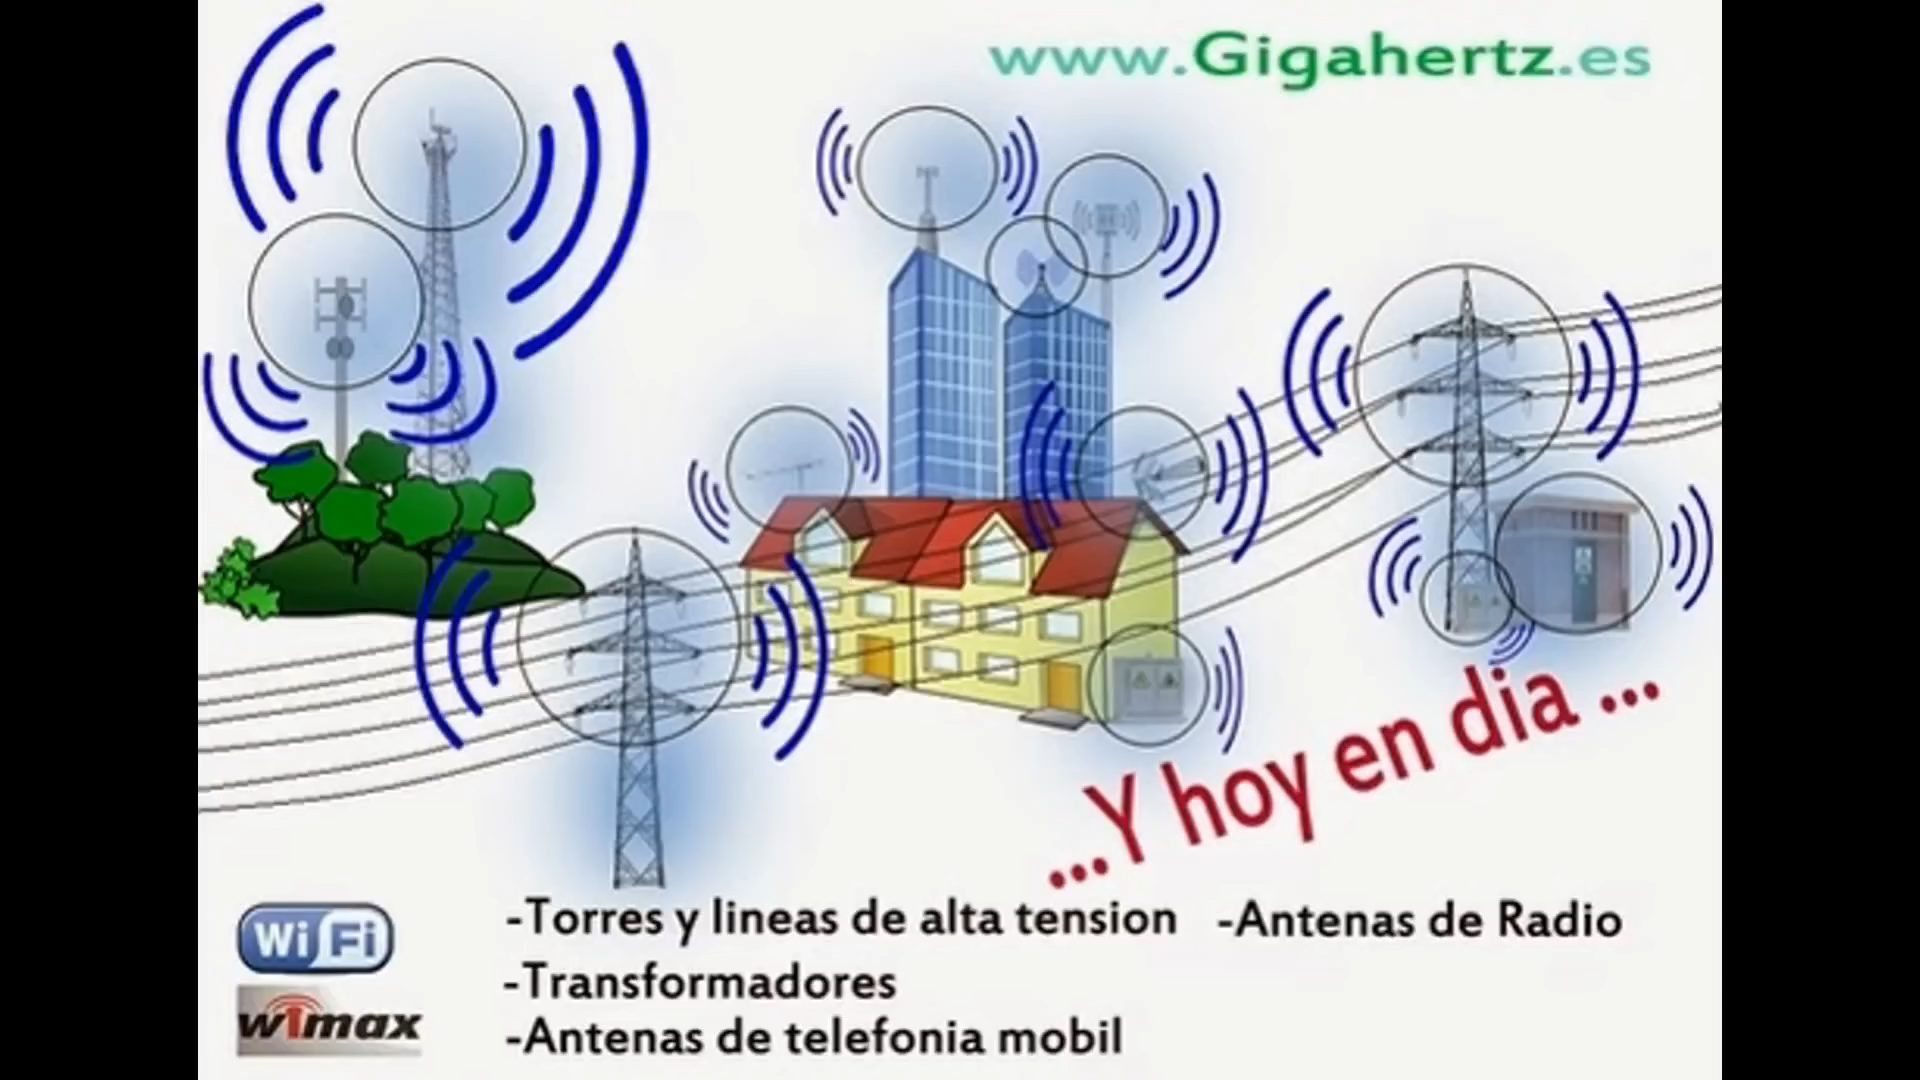 www.Gigahertz.es
...Y hoy en dia ...
WiFi
wimax
-Torres y lineas de alta tension
-Antenas de Radio
-Transformadores
-Antenas de telefonia mobil